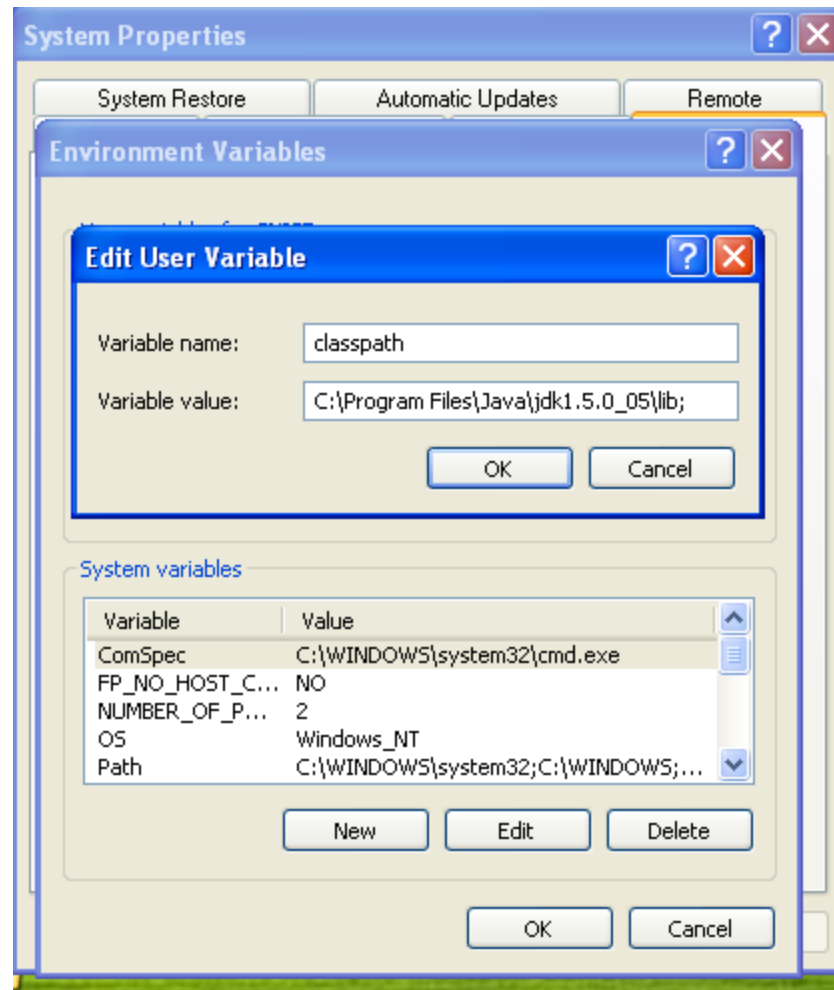 System Properties
System Restore Automatic Updates Remote
Environment Variables
Edit User Variable
Variable name: classpath
Variable value: C:\Program Files\Java\jdk1.5.0_05\lib;
OK Cancel
System variables
Variable Value
ComSpec C:\WINDOWS\system32\cmd.exe
FP_NO_HOST_C... NO
NUMBER_OF_P... 2
OS Windows_NT
Path C:\WINDOWS\system32;C:\WINDOWS;...
New Edit Delete
OK Cancel